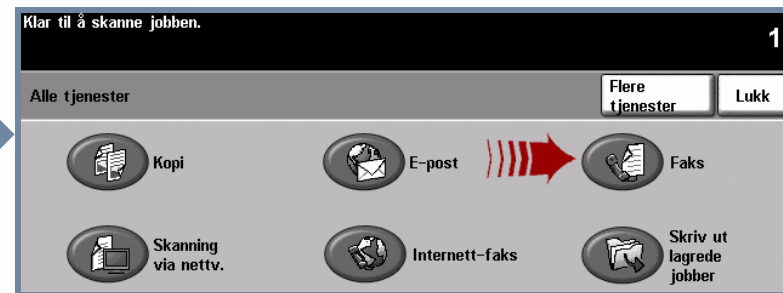 Klar til å skanne jobben.
1
Alle tjenester
Flere
tjenester
Lukk
Kopi
E-post
Faks
Skanning
via nettv.
Internett-faks
Skriv ut
lagrede
jobber